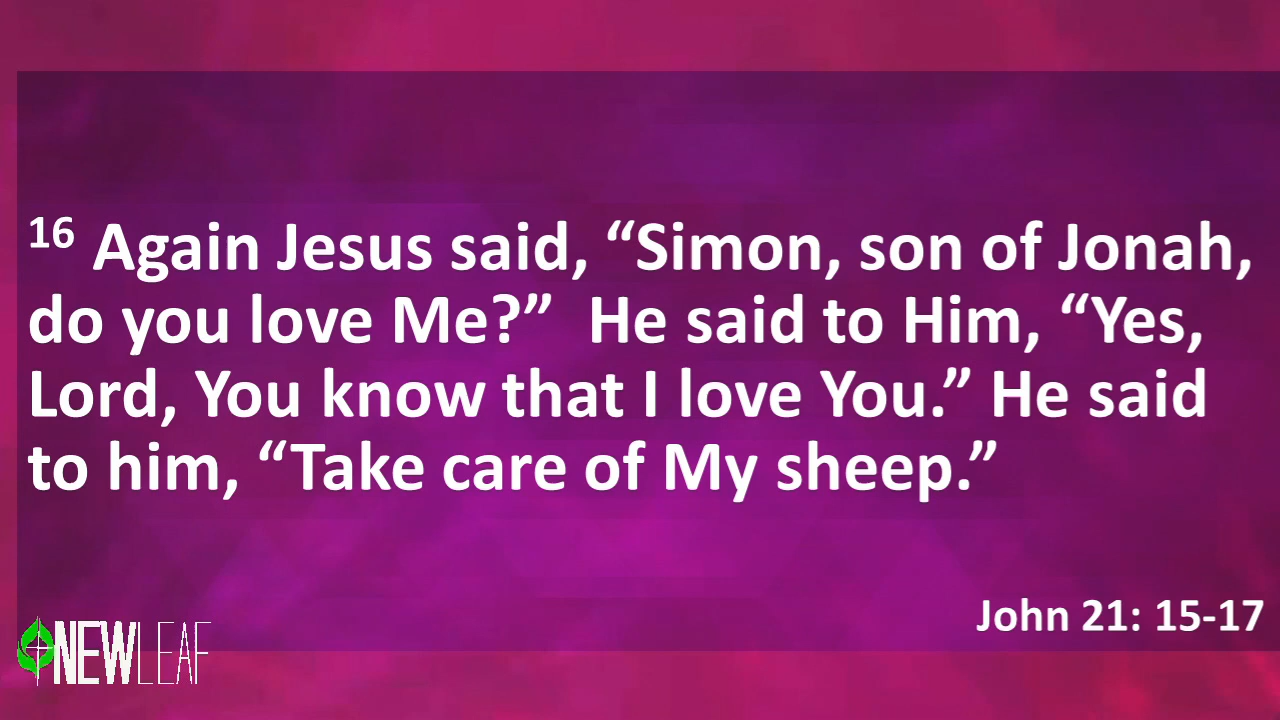 16 Again Jesus said, “Simon, son of Jonah,
do you love Me?”  He said to Him, “Yes,
Lord, You know that I love You.” He said
to him, “Take care of My sheep.”
John 21: 15-17
NEWLEAF